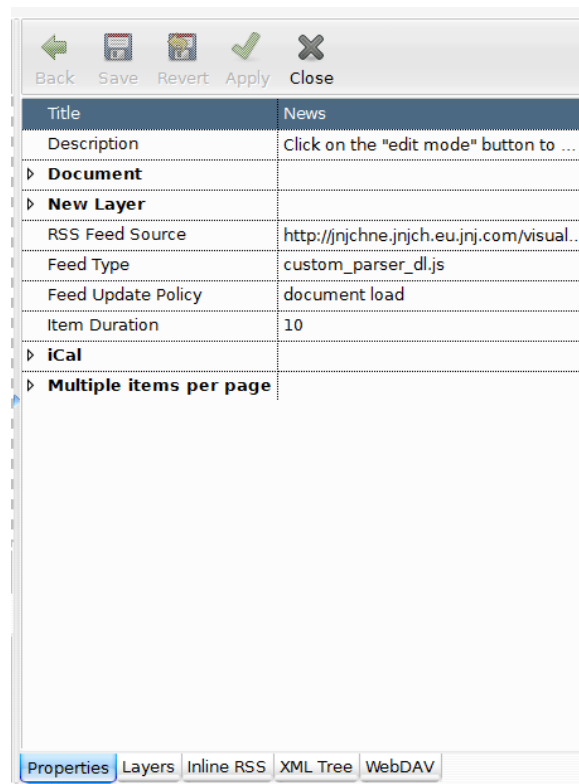 Back Save Revert Apply Close
Title News
Description Click on the "edit mode" button to ...
Document
New Layer
RSS Feed Source http://jnjchne.jnjch.eu.jnj.com/visual...
Feed Type custom_parser_dl.js
Feed Update Policy document load
Item Duration 10
iCal
Multiple items per page
Properties Layers Inline RSS XML Tree WebDAV